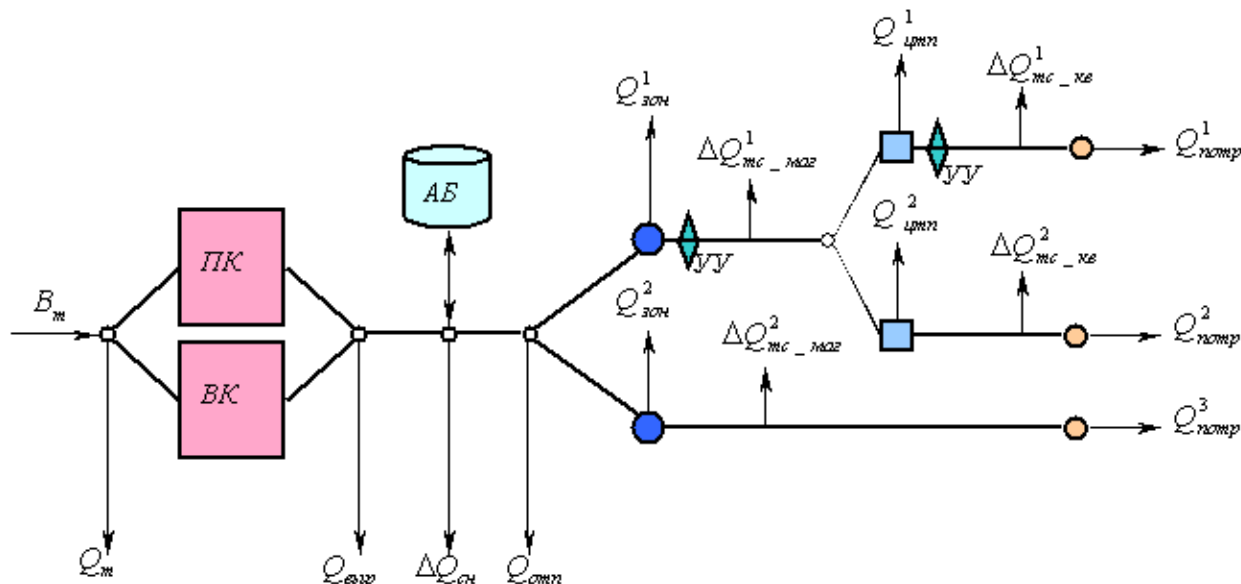 Q¹цтп
ΔQ¹тс_кв
Q¹зон
ΔQ¹тс_маг
Q¹потр
АБ
УУ
Q²цтп
ПК
УУ
ΔQ²тс_кв
Q²зон
Bт
ΔQ²тс_маг
Q²потр
ВК
Q³потр
Qт
Qвыр
ΔQсн
Qотп